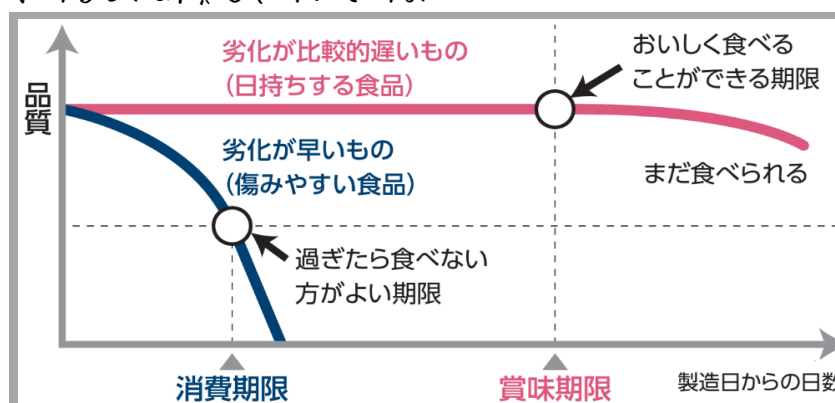 劣化が比較的遅いもの
(日持ちする食品)
おいしく食べる
ことができる期限
品質
劣化が早いもの
(傷みやすい食品)
まだ食べられる
過ぎたら食べない
方がよい期限
消費期限
賞味期限
製造日からの日数